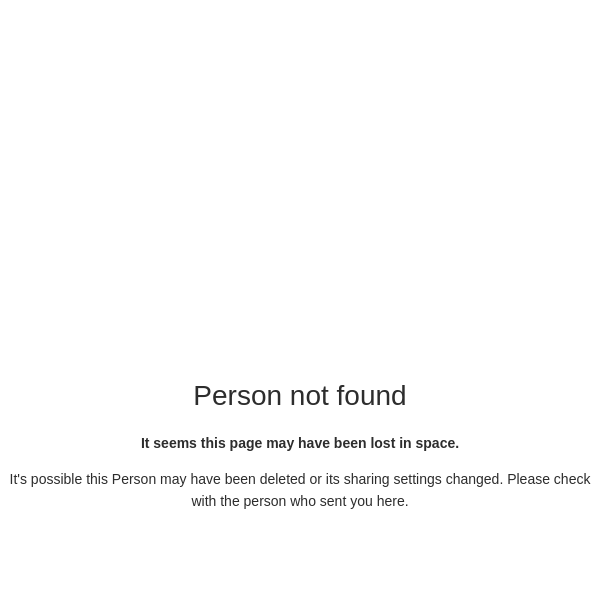 Person not found
It seems this page may have been lost in space.
It's possible this Person may have been deleted or its sharing settings changed. Please check
with the person who sent you here.